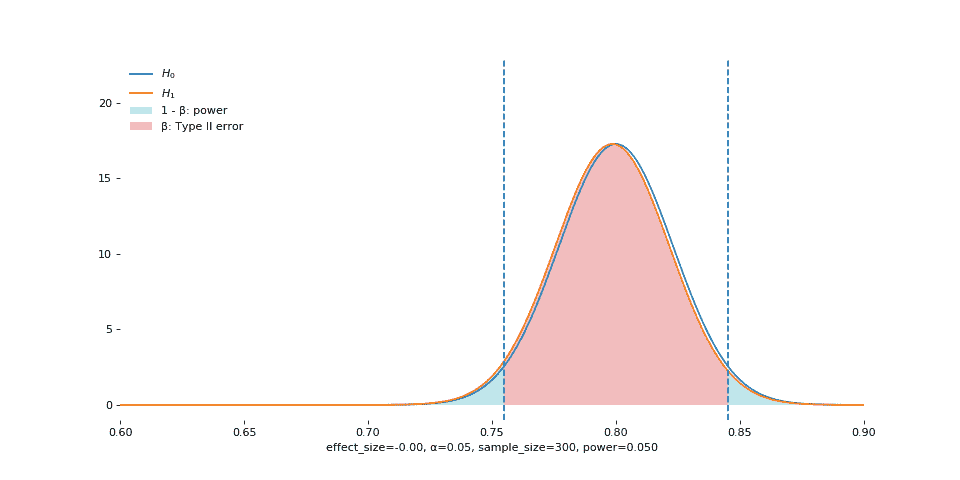 H₀
H₁
1 - β: power
β: Type II error
20
15
10
5
0
0.60 0.65 0.70 0.75 0.80 0.85 0.90
effect_size=-0.00, α=0.05, sample_size=300, power=0.050